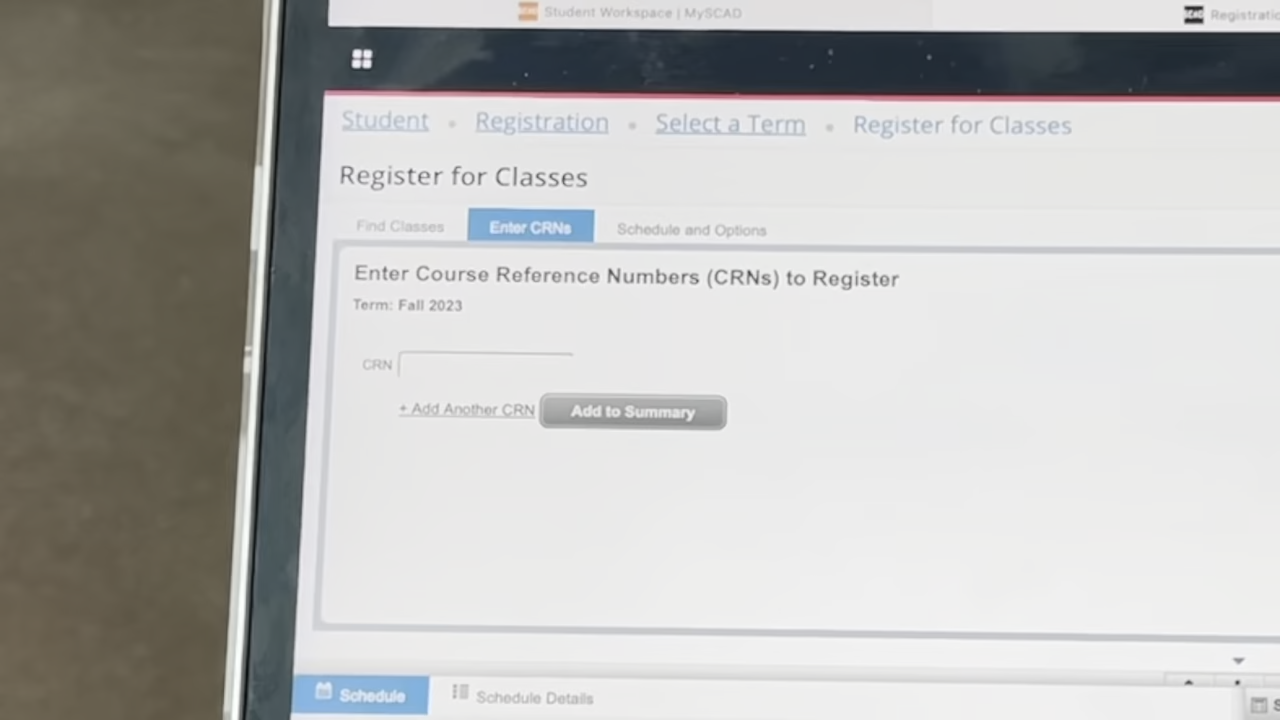 Student Workspace | MySCAD
Student • Registration • Select a Term • Register for Classes
Register for Classes
Find Classes Enter CRNs Schedule and Options
Enter Course Reference Numbers (CRNs) to Register
Term: Fall 2023
CRN
+ Add Another CRN Add to Summary
Schedule Schedule Details